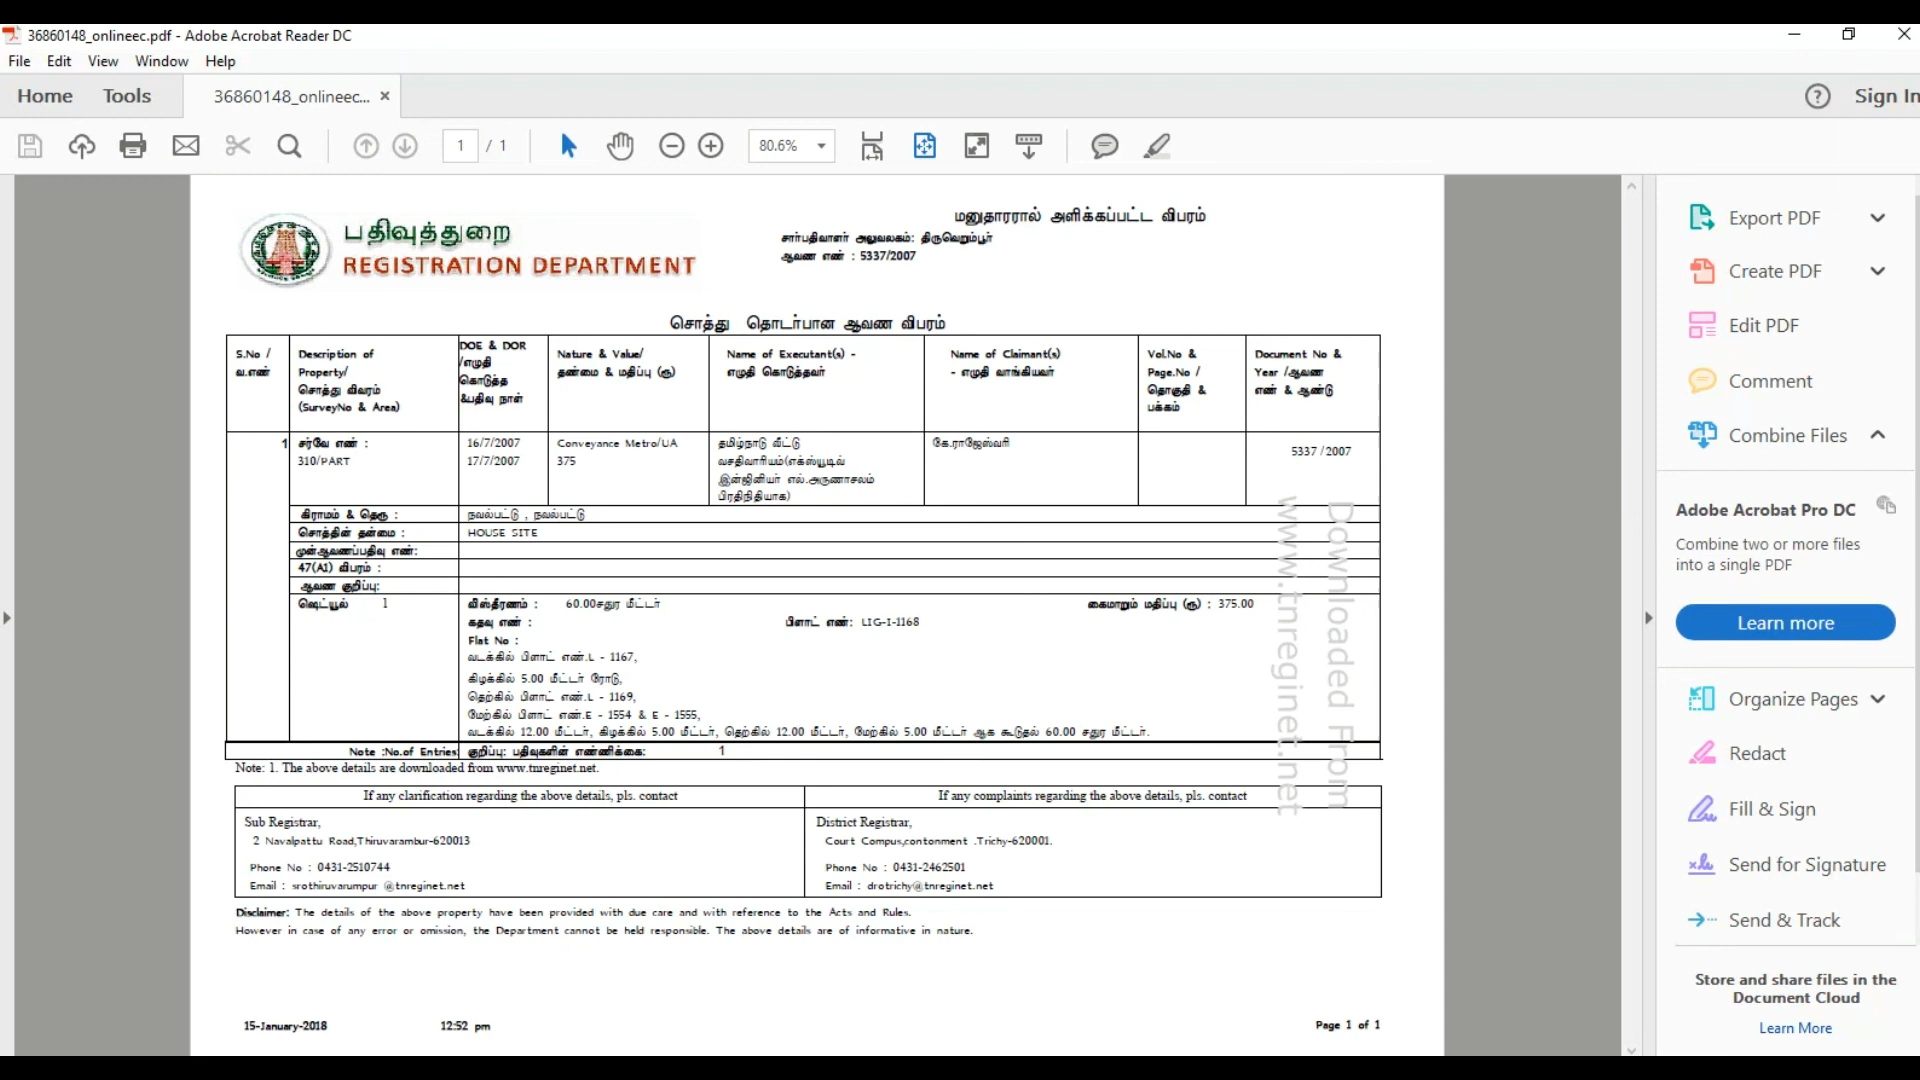 36860148_onlineec.pdf - Adobe Acrobat Reader DC
File Edit View Window Help
Home Tools 36860148_onlineec... × Sign In
1 / 1 80.6%
மனுதாரரால் அளிக்கப்பட்ட விபரம்
பதிவுத்துறை
REGISTRATION DEPARTMENT
சார்பதிவாளர் அலுவலகம்: திருவெறும்பூர்
ஆவண எண் : 5337/2007
சொத்து தொடர்பான ஆவண விபரம்
S.No / வ.எண்
Description of Property/ சொத்து விவரம் (SurveyNo & Area)
DOE & DOR /எழுதி கொடுத்த &பதிவு நாள்
Nature & Value/ தன்மை & மதிப்பு (ரூ)
Name of Executant(s) - எழுதி கொடுத்தவர்
Name of Claimant(s) - எழுதி வாங்கியவர்
Vol.No & Page.No / தொகுதி & பக்கம்
Document No & Year /ஆவண எண் & ஆண்டு
1
சர்வே எண் :
310/PART
16/7/2007
17/7/2007
Conveyance Metro/UA
375
தமிழ்நாடு வீட்டு
வசதிவாரியம்(எக்ஸ்யூடிவ்
இன்ஜினியர் எல்.அருணாசலம்
பிரதிநிதியாக)
கே.ராஜேஸ்வரி
5337 /2007
கிராமம் & தெரு : நவல்பட்டு , நவல்பட்டு
சொத்தின் தன்மை : HOUSE SITE
முன்ஆவணப்பதிவு எண்:
47(A1) விபரம் :
ஆவண குறிப்பு:
ஷெட்யூல் 1 விஸ்தீரணம் : 60.00சதுர மீட்டர் கைமாறும் மதிப்பு (ரூ) : 375.00
கதவு எண் : பிளாட் எண்: LIG-I-1168
Flat No :
வடக்கில் பிளாட் எண்.L - 1167,
கிழக்கில் 5.00 மீட்டர் ரோடு,
தெற்கில் பிளாட் எண்.L - 1169,
மேற்கில் பிளாட் எண்.E - 1554 & E - 1555,
வடக்கில் 12.00 மீட்டர், கிழக்கில் 5.00 மீட்டர், தெற்கில் 12.00 மீட்டர், மேற்கில் 5.00 மீட்டர் ஆக கூடுதல் 60.00 சதுர மீட்டர்.
Note :No.of Entries: குறிப்பு: பதிவுகளின் எண்ணிக்கை: 1
Note: 1. The above details are downloaded from www.tnreginet.net.
Downloaded From
www.tnreginet.net
If any clarification regarding the above details, pls. contact
Sub Registrar,
2 Navalpattu Road,Thiruvarambur-620013
Phone No : 0431-2510744
Email : srothiruvarumpur @tnreginet.net
If any complaints regarding the above details, pls. contact
District Registrar,
Court Compus,contonment .Trichy-620001.
Phone No : 0431-2462501
Email : drotrichy@tnreginet.net
Disclaimer: The details of the above property have been provided with due care and with reference to the Acts and Rules.
However in case of any error or omission, the Department cannot be held responsible. The above details are of informative in nature.
15-January-2018 12:52 pm Page 1 of 1
Export PDF
Create PDF
Edit PDF
Comment
Combine Files
Adobe Acrobat Pro DC
Combine two or more files
into a single PDF
Learn more
Organize Pages
Redact
Fill & Sign
Send for Signature
Send & Track
Store and share files in the
Document Cloud
Learn More